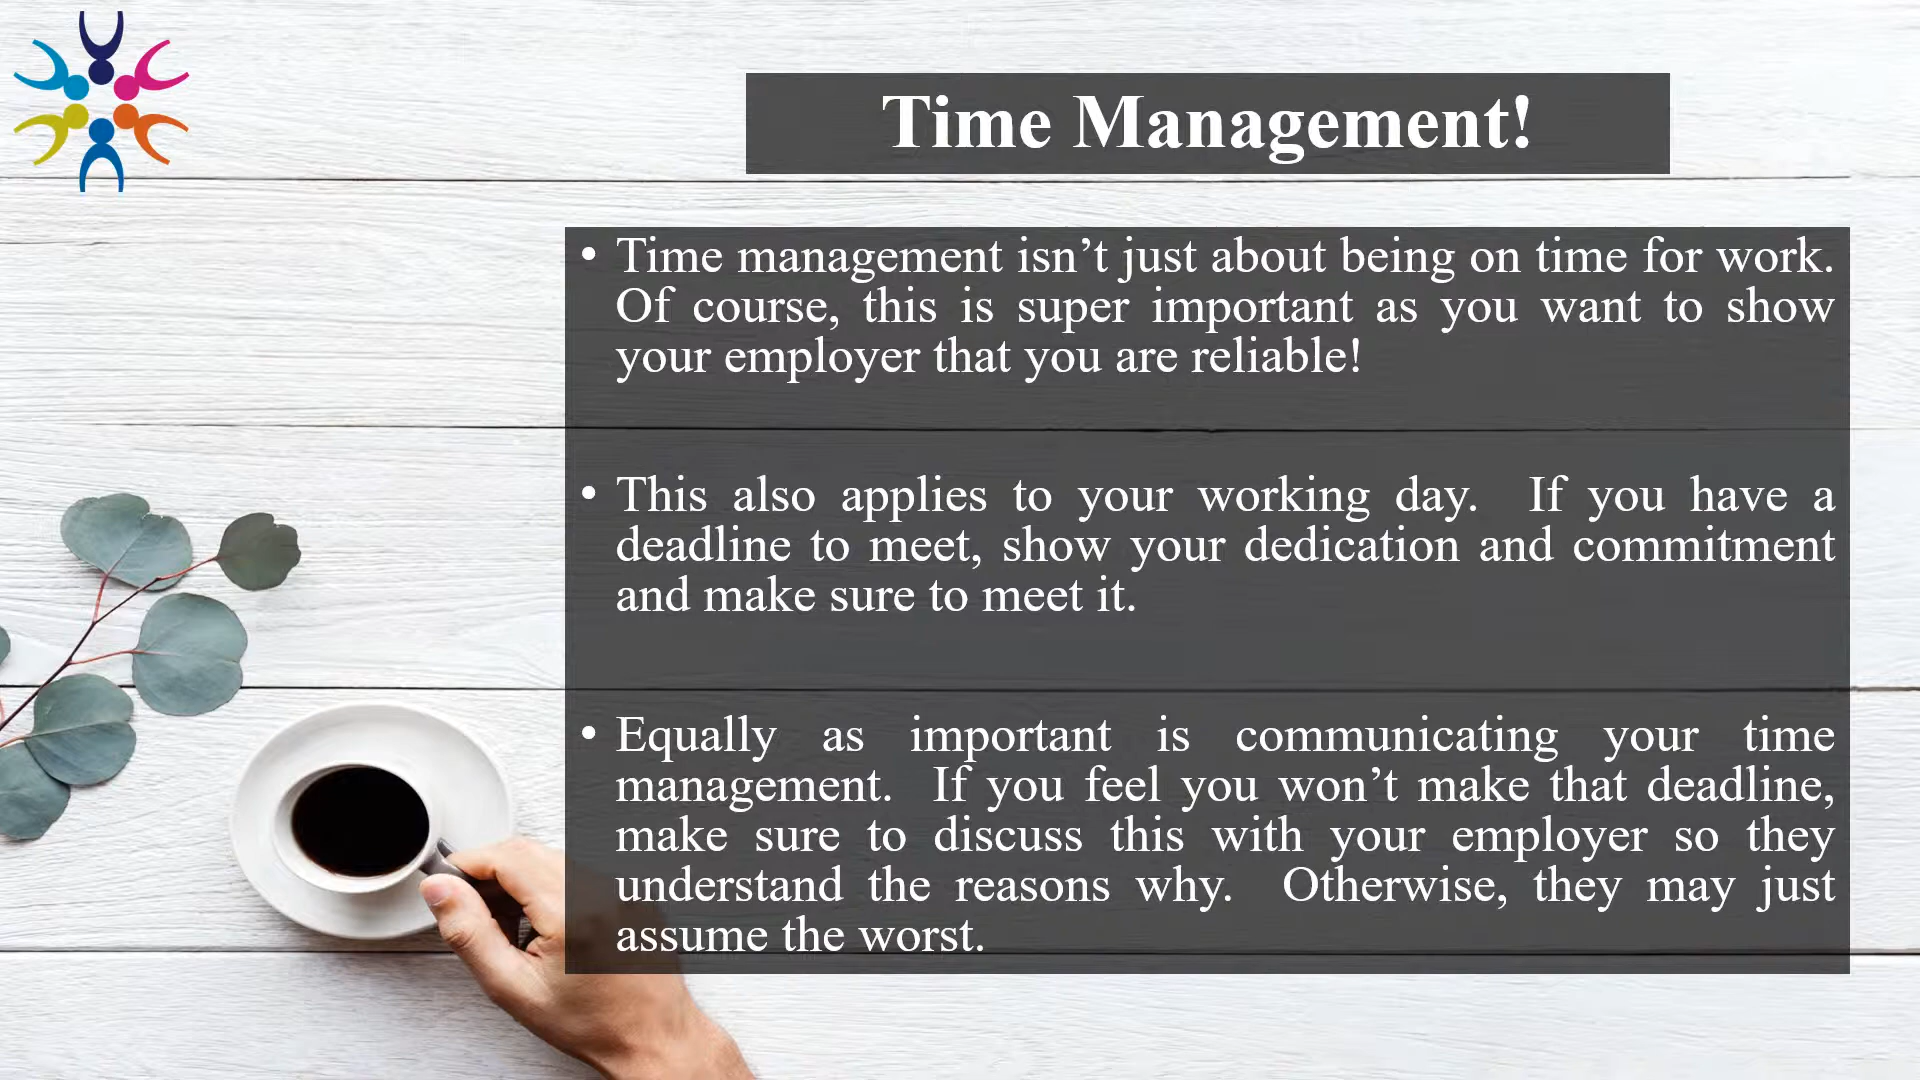 Time Management!
• Time management isn’t just about being on time for work.
Of course, this is super important as you want to show
your employer that you are reliable!
• This also applies to your working day.  If you have a
deadline to meet, show your dedication and commitment
and make sure to meet it.
• Equally as important is communicating your time
management.  If you feel you won’t make that deadline,
make sure to discuss this with your employer so they
understand the reasons why.  Otherwise, they may just
assume the worst.